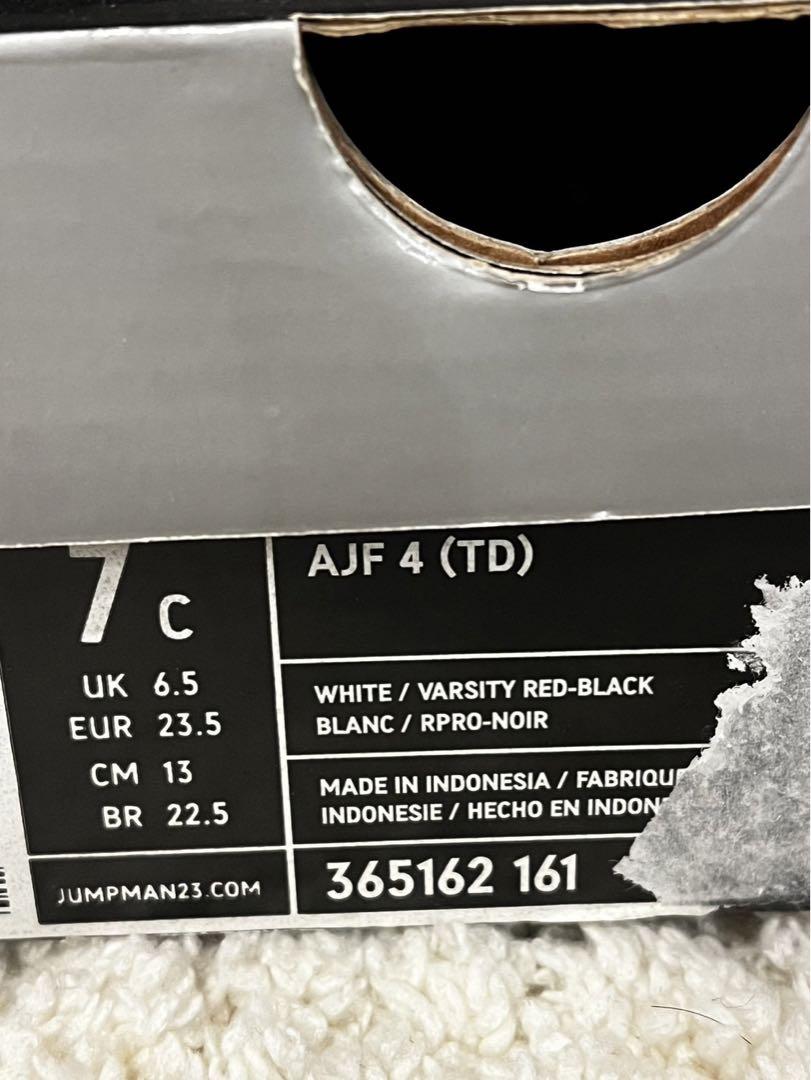 7 C
UK 6.5
EUR 23.5
CM 13
BR 22.5
JUMPMAN23.COM
AJF 4 (TD)
WHITE / VARSITY RED-BLACK
BLANC / RPRO-NOIR
MADE IN INDONESIA /
INDONESIE / HECHO EN
365162 161